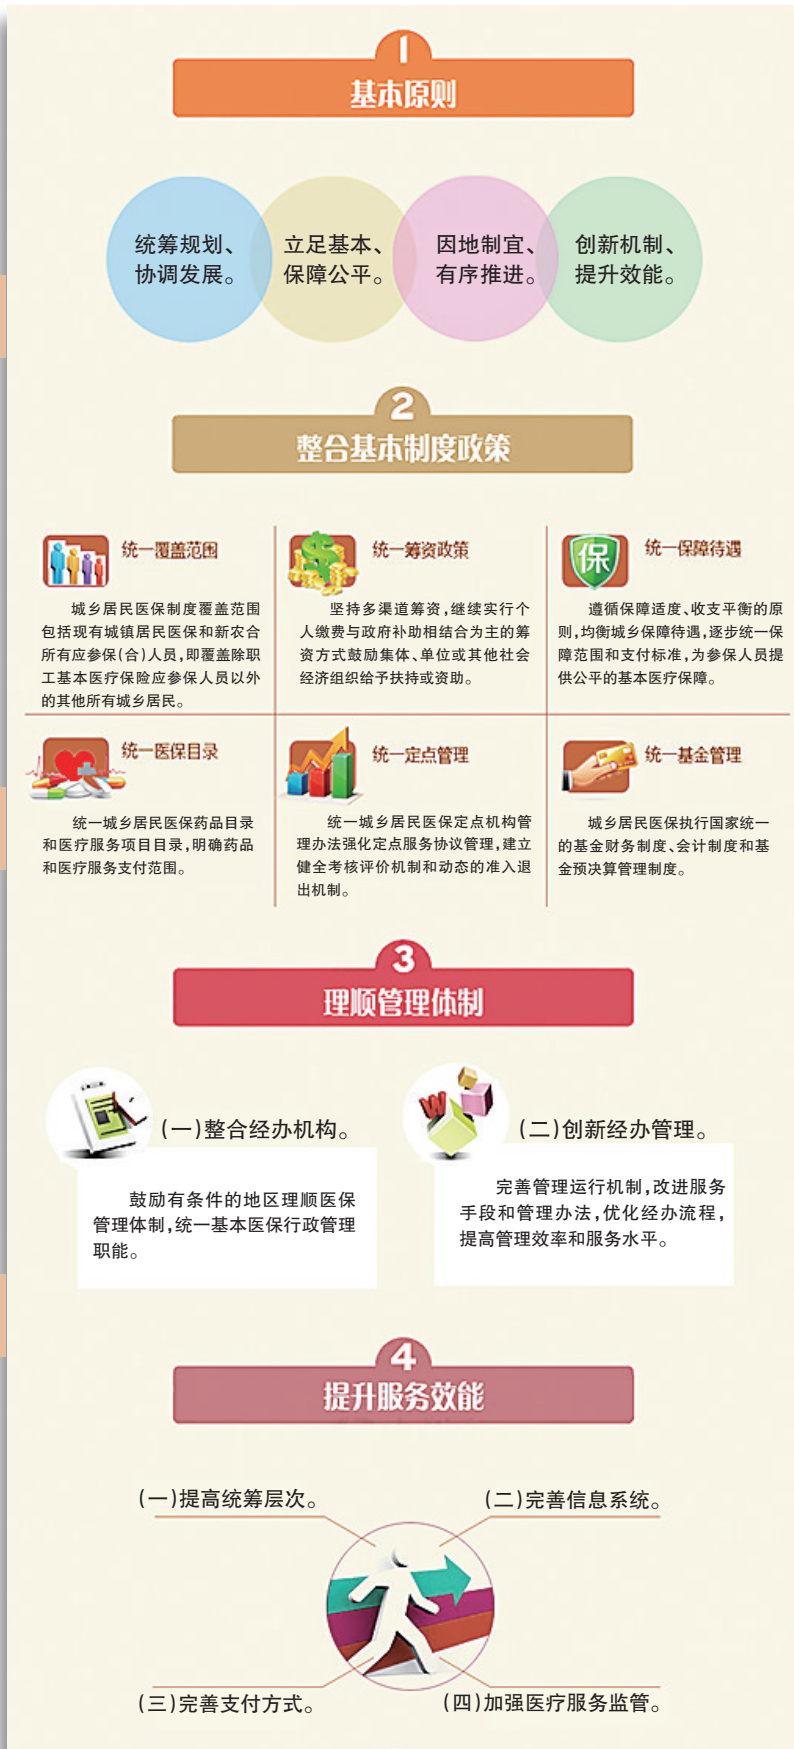 1
基本原则
统筹规划、
协调发展。
立足基本、
保障公平。
因地制宜、
有序推进。
创新机制、
提升效能。
2
整合基本制度政策
统一覆盖范围
城乡居民医保制度覆盖范围
包括现有城镇居民医保和新农合
所有应参保(合)人员,即覆盖除职
工基本医疗保险应参保人员以外
的其他所有城乡居民。
统一筹资政策
坚持多渠道筹资,继续实行个
人缴费与政府补助相结合为主的筹
资方式鼓励集体、单位或其他社会
经济组织给予扶持或资助。
保
统一保障待遇
遵循保障适度、收支平衡的原
则,均衡城乡保障待遇,逐步统一保
障范围和支付标准,为参保人员提
供公平的基本医疗保障。
统一医保目录
统一城乡居民医保药品目录
和医疗服务项目目录,明确药品
和医疗服务支付范围。
统一定点管理
统一城乡居民医保定点机构管
理办法强化定点服务协议管理,建立
健全考核评价机制和动态的准入退
出机制。
统一基金管理
城乡居民医保执行国家统一
的基金财务制度、会计制度和基
金预决算管理制度。
3
理顺管理体制
(一)整合经办机构。
鼓励有条件的地区理顺医保
管理体制,统一基本医保行政管理
职能。
W
(二)创新经办管理。
完善管理运行机制,改进服务
手段和管理办法,优化经办流程,
提高管理效率和服务水平。
4
提升服务效能
(一)提高统筹层次。
(二)完善信息系统。
(三)完善支付方式。
(四)加强医疗服务监管。